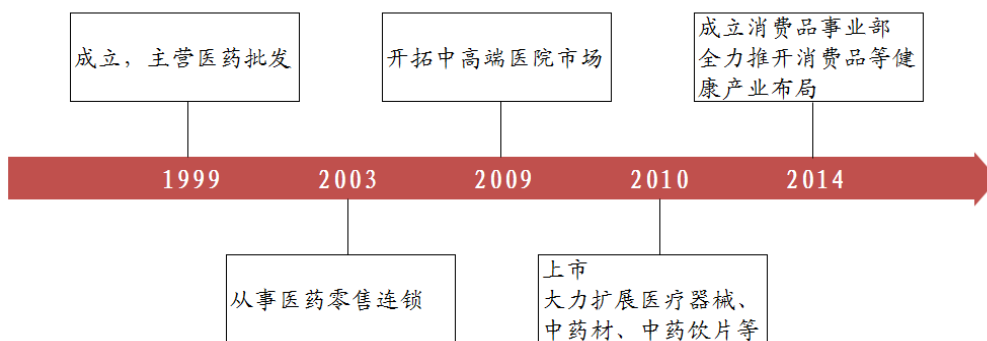 成立，主营医药批发
开拓中高端医院市场
成立消费品事业部
全力推开消费品等健
康产业布局
1999
2003
2009
2010
2014
从事医药零售连锁
上市
大力扩展医疗器械、
中药材、中药饮片等